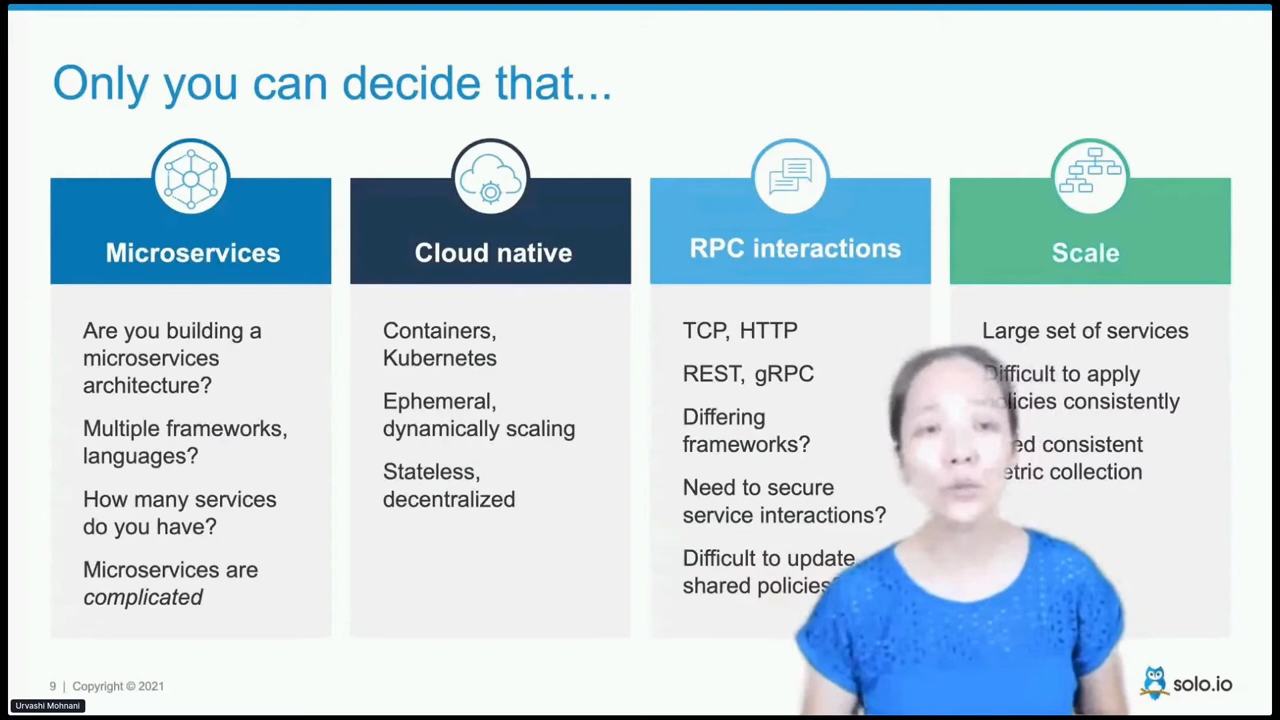 Only you can decide that...
Microservices
Are you building a
microservices
architecture?
Multiple frameworks,
languages?
How many services
do you have?
Microservices are
complicated
Cloud native
Containers,
Kubernetes
Ephemeral,
dynamically scaling
Stateless,
decentralized
RPC interactions
TCP, HTTP
REST, gRPC
Differing
frameworks?
Need to secure
service interactions?
Difficult to update
shared policies?
Scale
Large set of services
Difficult to apply
policies consistently
consistent
metric collection
9 | Copyright © 2021
Urvashi Mohnani
solo.io